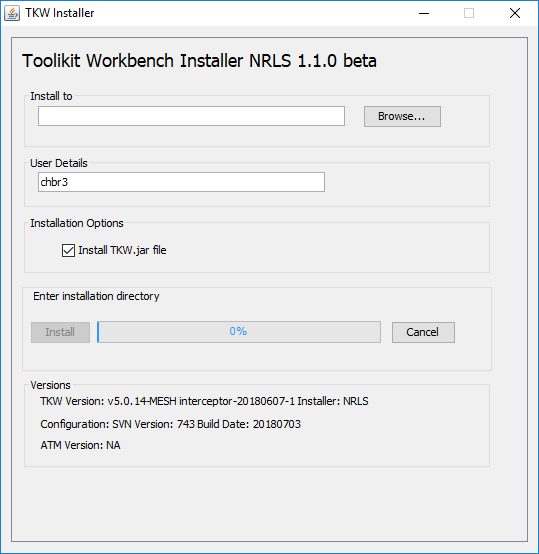 TKW Installer
Toolkit Workbench Installer NRLS 1.1.0 beta
Install to
Browse...
User Details
chbr3
Installation Options
Install TKW.jar file
Enter installation directory
Install
0%
Cancel
Versions
TKW Version: v5.0.14-MESH interceptor-20180607-1 Installer: NRLS
Configuration: SVN Version: 743 Build Date: 20180703
ATM Version: NA